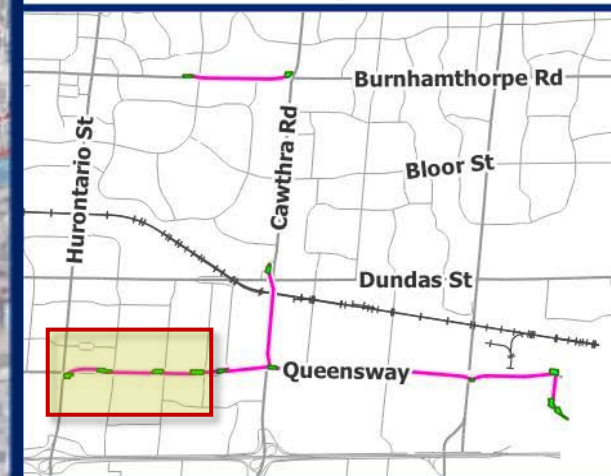 Burnhamthorpe Rd
Hurontario St
Cawthra Rd
Bloor St
Dundas St
Queensway